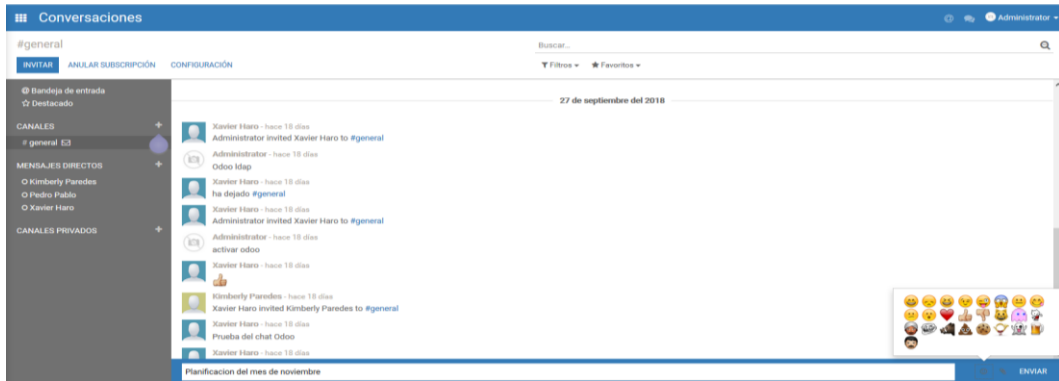 Conversaciones
Administrator
#general
Buscar...
INVITAR ANULAR SUBSCRIPCIÓN CONFIGURACIÓN
Filtros Favoritos
Bandeja de entrada
Destacado
CANALES +
# general
MENSAJES DIRECTOS +
Kimberly Paredes
Pedro Pablo
Xavier Haro
CANALES PRIVADOS +
27 de septiembre del 2018
Xavier Haro - hace 18 días
Administrator invited Xavier Haro to #general
Administrator - hace 18 días
Odoo ldap
Xavier Haro - hace 18 días
ha dejado #general
Xavier Haro - hace 18 días
Administrator invited Xavier Haro to #general
Administrator - hace 18 días
activar odoo
Xavier Haro - hace 18 días
Kimberly Paredes - hace 18 días
Xavier Haro invited Kimberly Paredes to #general
Xavier Haro - hace 18 días
Prueba del chat Odoo
Xavier Haro - hace 18 días
Planificacion del mes de noviembre
ENVIAR